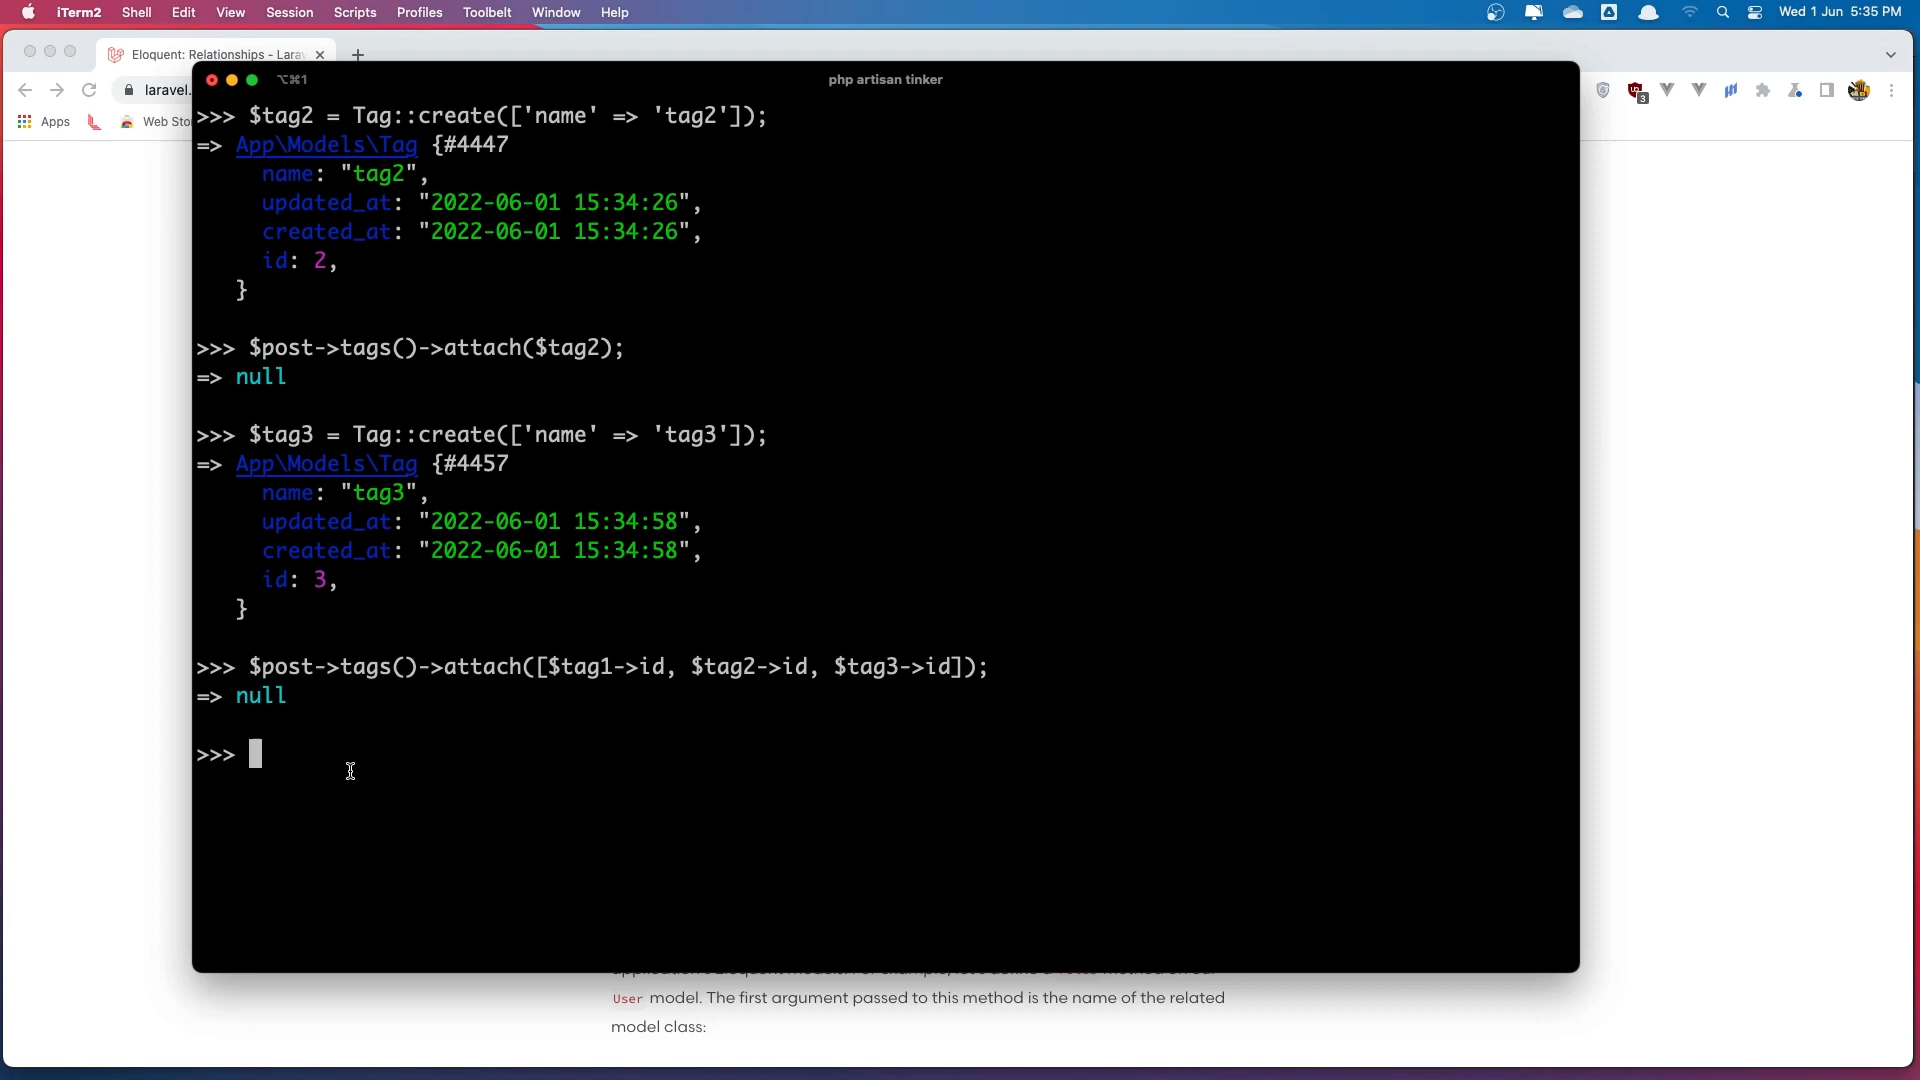 iTerm2 Shell Edit View Session Scripts Profiles Toolbelt Window Help Wed 1 Jun 5:35 PM
Eloquent: Relationships - Larav
⌥⌘1 php artisan tinker
laravel.
3
Apps Web Stor
>>> $tag2 = Tag::create(['name' => 'tag2']);
=> App\Models\Tag {#4447
name: "tag2",
updated_at: "2022-06-01 15:34:26",
created_at: "2022-06-01 15:34:26",
id: 2,
}
>>> $post->tags()->attach($tag2);
=> null
>>> $tag3 = Tag::create(['name' => 'tag3']);
=> App\Models\Tag {#4457
name: "tag3",
updated_at: "2022-06-01 15:34:58",
created_at: "2022-06-01 15:34:58",
id: 3,
}
>>> $post->tags()->attach([$tag1->id, $tag2->id, $tag3->id]);
=> null
>>>
User model. The first argument passed to this method is the name of the related
model class: